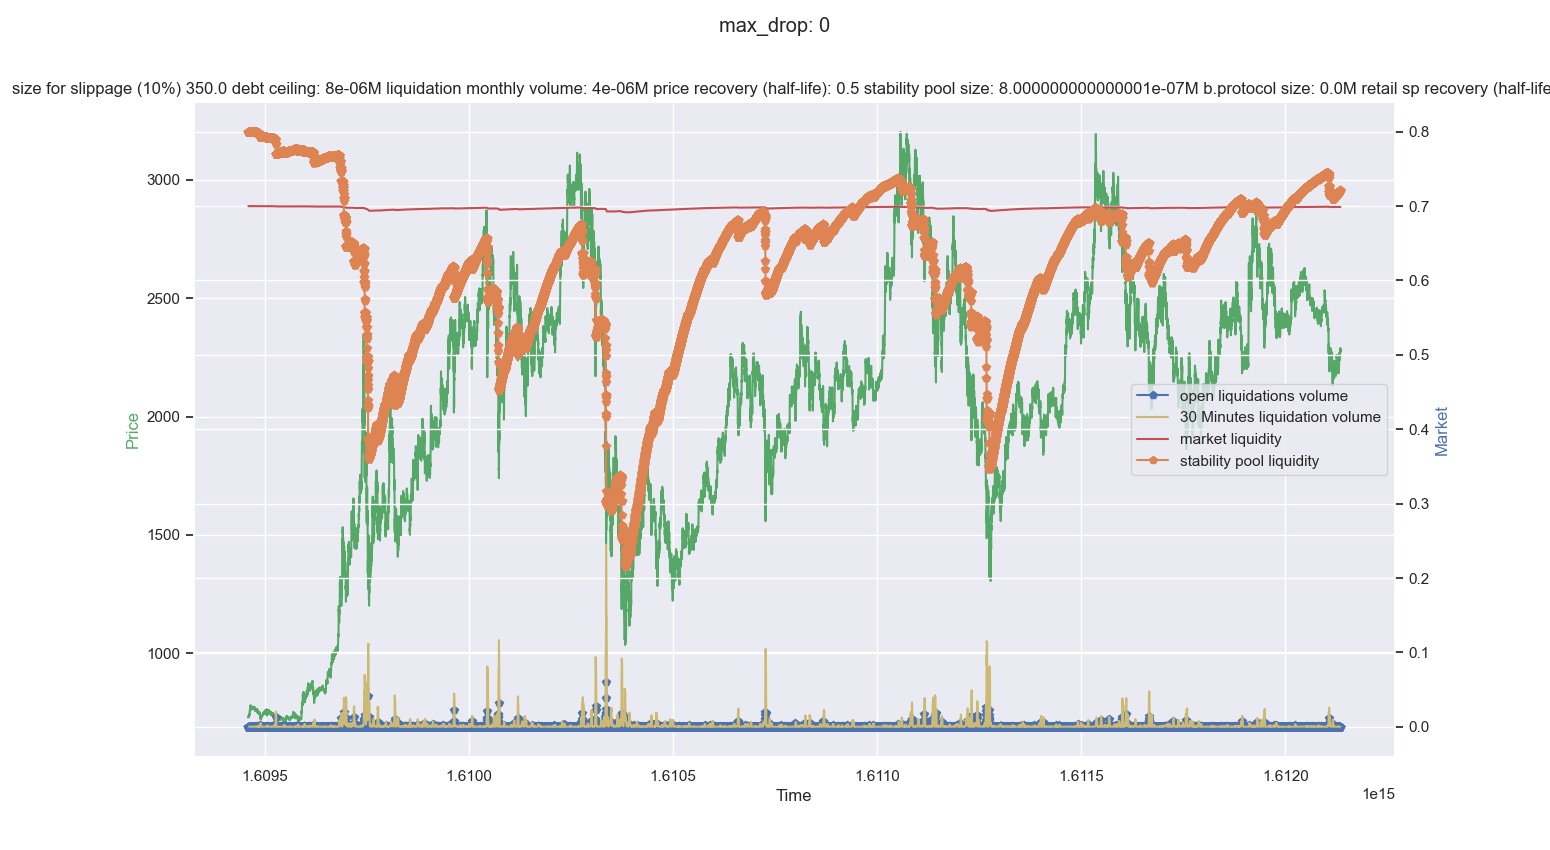 max_drop: 0
size for slippage (10%) 350.0 debt ceiling: 8e-06M liquidation monthly volume: 4e-06M price recovery (half-life): 0.5 stability pool size: 8.000000000000001e-07M b.protocol size: 0.0M retail sp recovery (half-life
3000
2500
2000
1500
1000
Price
0.8
0.7
0.6
0.5
0.4
0.3
0.2
0.1
0.0
Market
open liquidations volume
30 Minutes liquidation volume
market liquidity
stability pool liquidity
1.6095 1.6100 1.6105 1.6110 1.6115 1.6120
Time
1e15